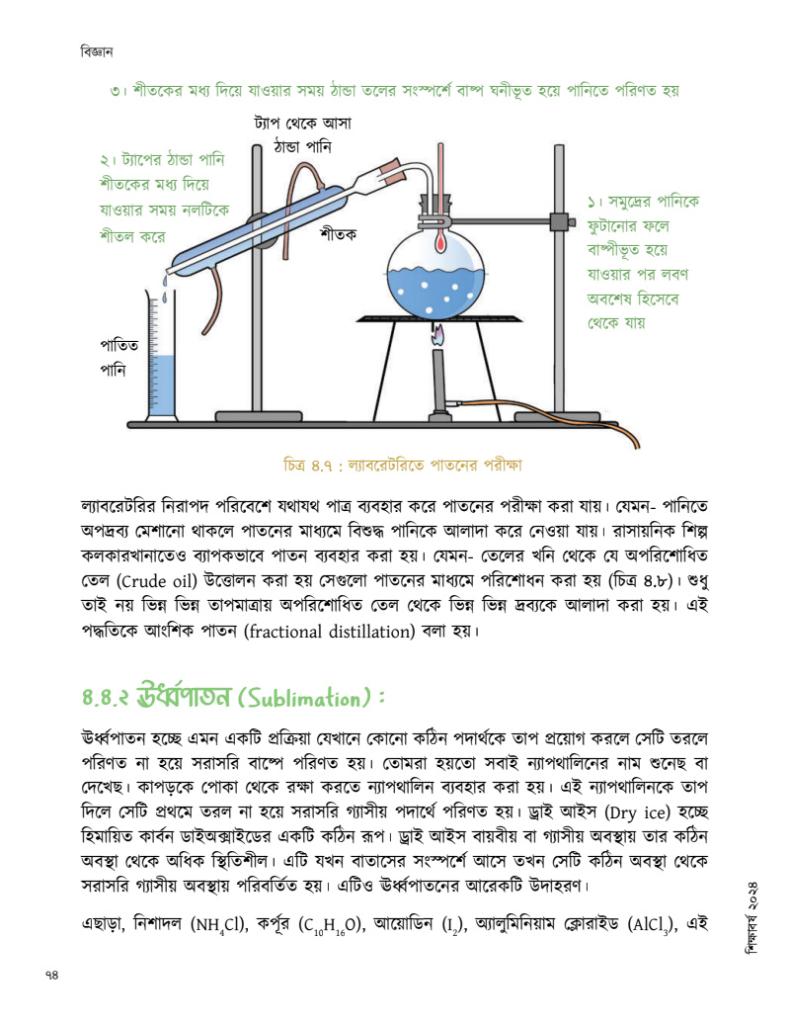 বিজ্ঞান
৩। শীতকের মধ্য দিয়ে যাওয়ার সময় ঠান্ডা তলের সংস্পর্শে বাষ্প ঘনীভূত হয়ে পানিতে পরিণত হয়
ট্যাপ থেকে আসা
ঠান্ডা পানি
২। ট্যাপের ঠান্ডা পানি
শীতকের মধ্য দিয়ে
যাওয়ার সময় নলটিকে
শীতল করে
শীতক
১। সমুদ্রের পানিকে
ফুটানোর ফলে
বাষ্পীভূত হয়ে
যাওয়ার পর লবণ
অবশেষ হিসেবে
থেকে যায়
পাতিত
পানি
চিত্র ৪.৭ : ল্যাবরেটরিতে পাতনের পরীক্ষা
ল্যাবরেটরির নিরাপদ পরিবেশে যথাযথ পাত্র ব্যবহার করে পাতনের পরীক্ষা করা যায়। যেমন- পানিতে
অপদ্রব্য মেশানো থাকলে পাতনের মাধ্যমে বিশুদ্ধ পানিকে আলাদা করে নেওয়া যায়। রাসায়নিক শিল্প
কলকারখানাতেও ব্যাপকভাবে পাতন ব্যবহার করা হয়। যেমন- তেলের খনি থেকে যে অপরিশোধিত
তেল (Crude oil) উত্তোলন করা হয় সেগুলো পাতনের মাধ্যমে পরিশোধন করা হয় (চিত্র ৪.৮)। শুধু
তাই নয় ভিন্ন ভিন্ন তাপমাত্রায় অপরিশোধিত তেল থেকে ভিন্ন ভিন্ন দ্রব্যকে আলাদা করা হয়। এই
পদ্ধতিকে আংশিক পাতন (fractional distillation) বলা হয়।
৪.৪.২ ঊর্ধ্বপাতন (Sublimation) :
ঊর্ধ্বপাতন হচ্ছে এমন একটি প্রক্রিয়া যেখানে কোনো কঠিন পদার্থকে তাপ প্রয়োগ করলে সেটি তরলে
পরিণত না হয়ে সরাসরি বাষ্পে পরিণত হয়। তোমরা হয়তো সবাই ন্যাপথালিনের নাম শুনেছ বা
দেখেছ। কাপড়কে পোকা থেকে রক্ষা করতে ন্যাপথালিন ব্যবহার করা হয়। এই ন্যাপথালিনকে তাপ
দিলে সেটি প্রথমে তরল না হয়ে সরাসরি গ্যাসীয় পদার্থে পরিণত হয়। ড্রাই আইস (Dry ice) হচ্ছে
হিমায়িত কার্বন ডাইঅক্সাইডের একটি কঠিন রূপ। ড্রাই আইস বায়বীয় বা গ্যাসীয় অবস্থায় তার কঠিন
অবস্থা থেকে অধিক স্থিতিশীল। এটি যখন বাতাসের সংস্পর্শে আসে তখন সেটি কঠিন অবস্থা থেকে
সরাসরি গ্যাসীয় অবস্থায় পরিবর্তিত হয়। এটিও ঊর্ধ্বপাতনের আরেকটি উদাহরণ।
এছাড়া, নিশাদল (NH₄Cl), কর্পূর (C₁₀H₁₆O), আয়োডিন (I₂), অ্যালুমিনিয়াম ক্লোরাইড (AlCl₃), এই
শিক্ষাবর্ষ ২০২৪
৭৪